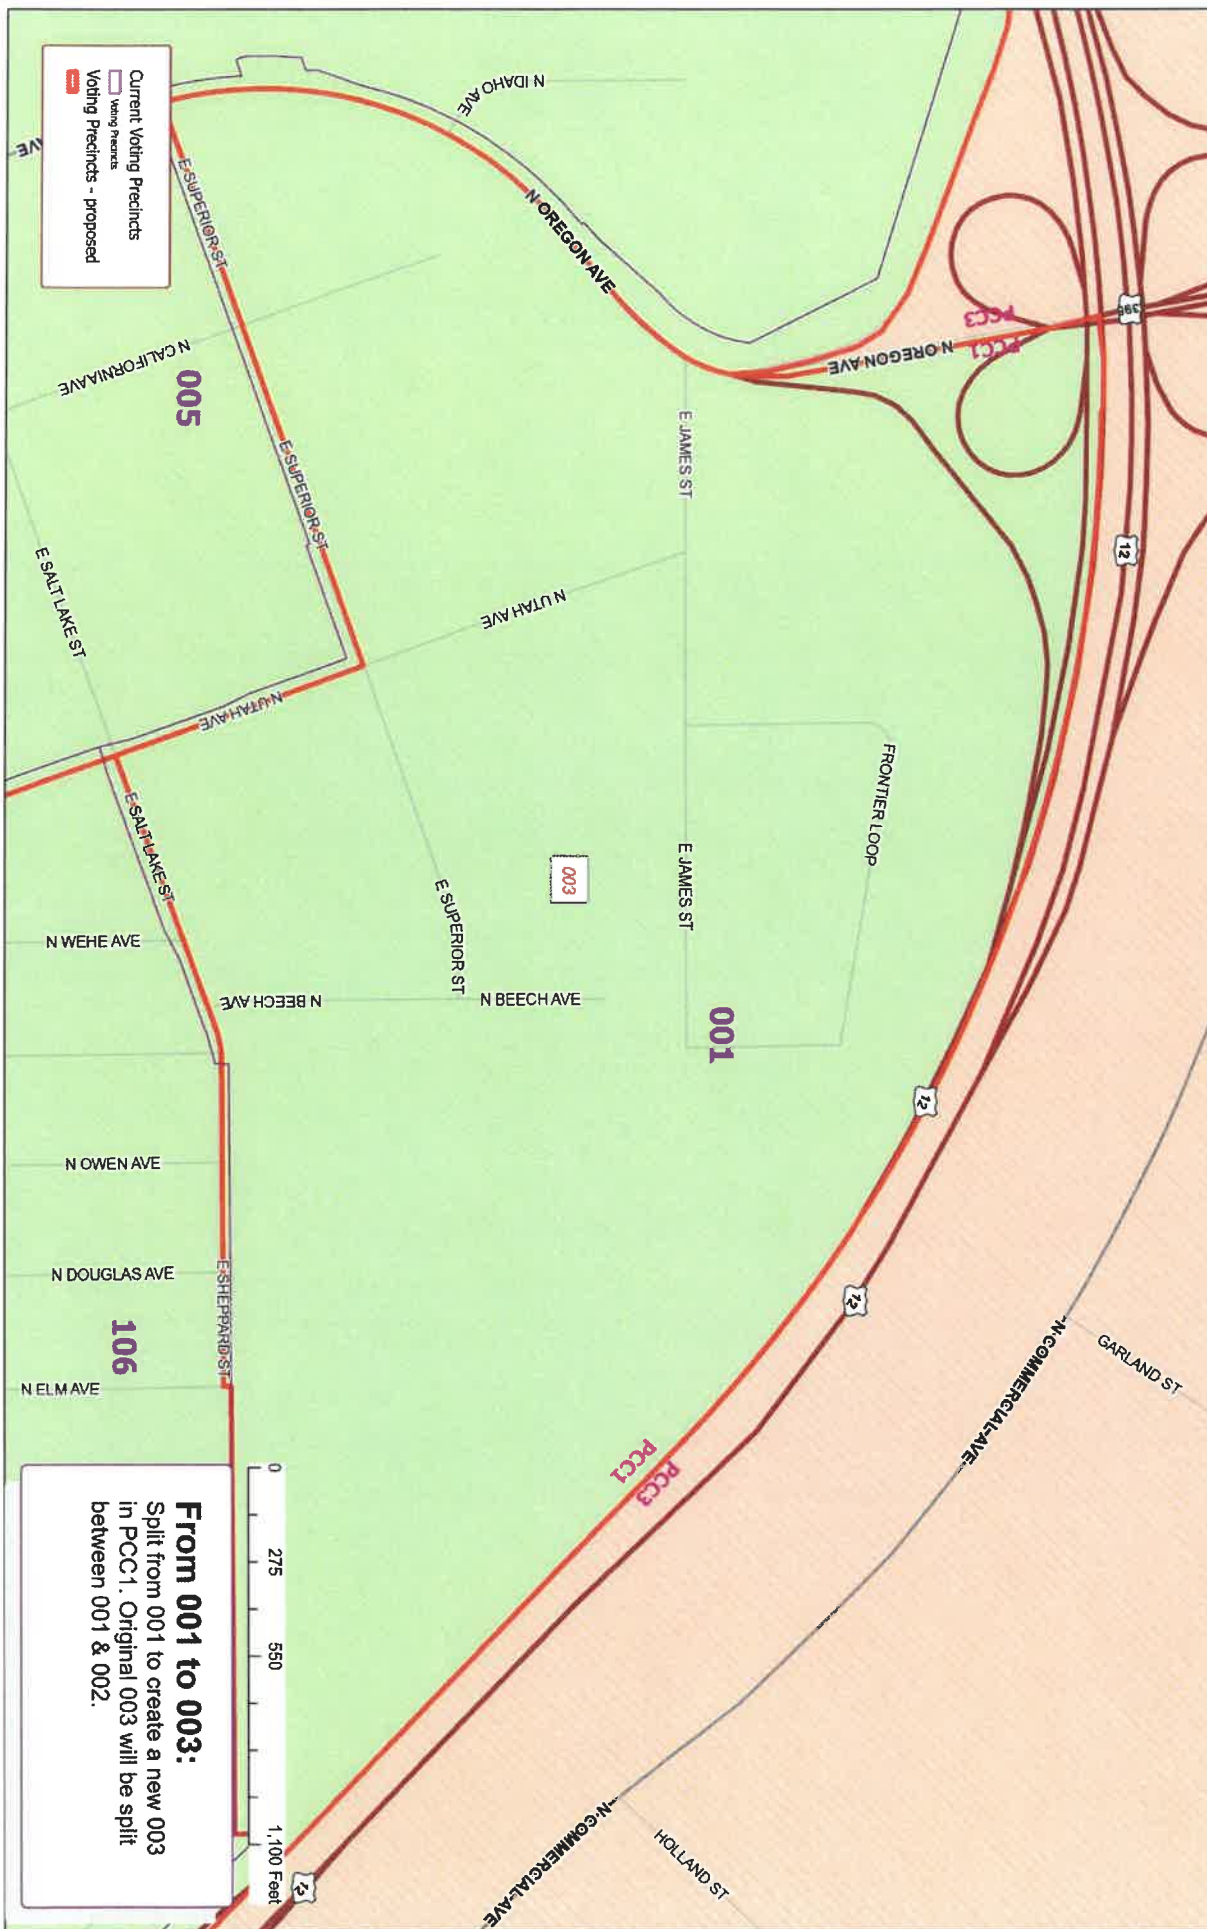 Current Voting Precincts
Voting Precincts
Voting Precincts - proposed
AVE
N IDAHO AVE
E SUPERIOR ST
N OREGON AVE
N CALIFORNIA AVE
005
E SUPERIOR ST
E SALT LAKE ST
N UTAH AVE
N UTAH AVE
E JAMES ST
N OREGON AVE
PCC3
PCC1
395
12
FRONTIER LOOP
E JAMES ST
003
001
E SUPERIOR ST
N BEECH AVE
N BEECH AVE
E SALT LAKE ST
N WEHE AVE
N OWEN AVE
N DOUGLAS AVE
E SHEPPARD ST
106
N ELM AVE
12
12
PCC1
PCC3
GARLAND ST
N COMMERCIAL AVE
N COMMERCIAL AVE
HOLLAND ST
12
0 275 550 1,100 Feet
From 001 to 003:
Split from 001 to create a new 003
in PCC1. Original 003 will be split
between 001 & 002.